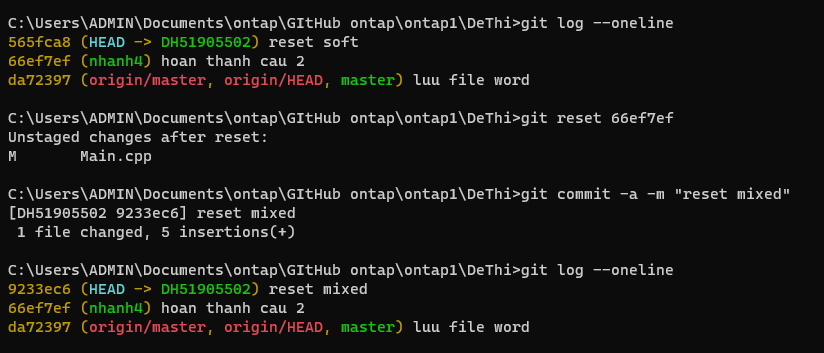 C:\Users\ADMIN\Documents\ontap\GItHub ontap\ontap1\DeThi>git log --oneline
565fca8 (HEAD -> DH51905502) reset soft
66ef7ef (nhanh4) hoan thanh cau 2
da72397 (origin/master, origin/HEAD, master) luu file word
C:\Users\ADMIN\Documents\ontap\GItHub ontap\ontap1\DeThi>git reset 66ef7ef
Unstaged changes after reset:
M       Main.cpp
C:\Users\ADMIN\Documents\ontap\GItHub ontap\ontap1\DeThi>git commit -a -m "reset mixed"
[DH51905502 9233ec6] reset mixed
 1 file changed, 5 insertions(+)
C:\Users\ADMIN\Documents\ontap\GItHub ontap\ontap1\DeThi>git log --oneline
9233ec6 (HEAD -> DH51905502) reset mixed
66ef7ef (nhanh4) hoan thanh cau 2
da72397 (origin/master, origin/HEAD, master) luu file word